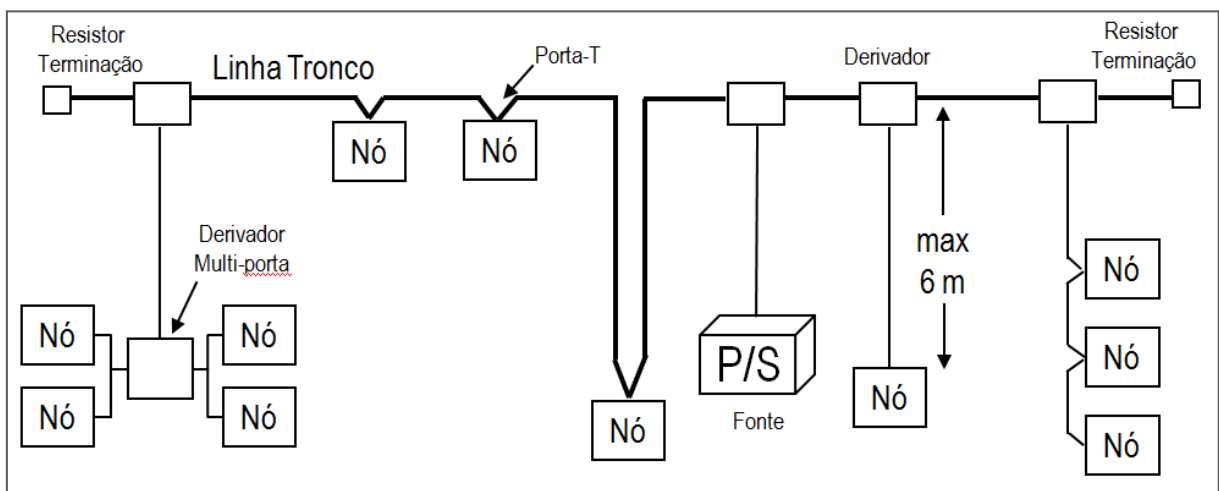 Resistor
Terminação
Linha Tronco
Porta-T
Derivador
Resistor
Terminação
Nó
Nó
Derivador
Multi-porta
max
6 m
Nó
Nó
Nó
Nó
Nó
P/S
Fonte
Nó
Nó
Nó
Nó